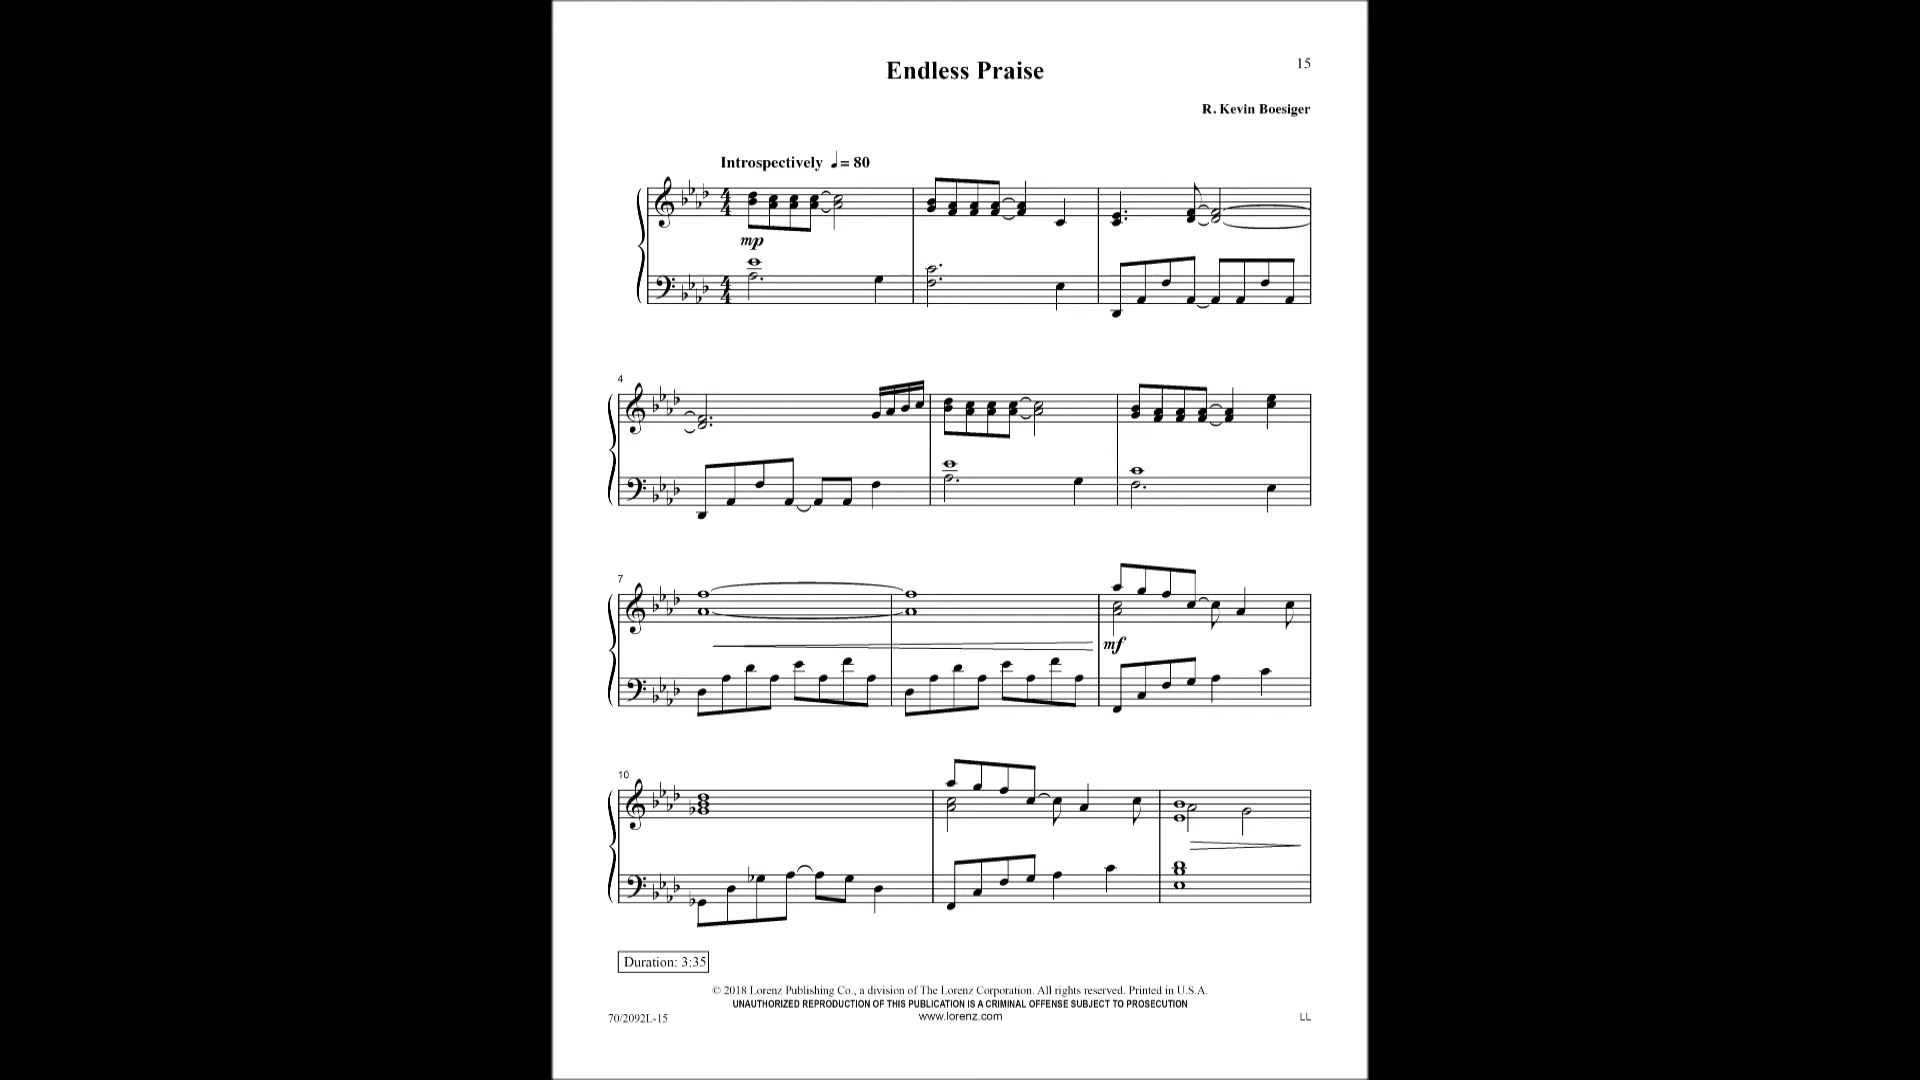 Endless Praise
15
R. Kevin Boesiger
Introspectively ♩= 80
mp
4
7
mf
10
Duration: 3:35
© 2018 Lorenz Publishing Co., a division of The Lorenz Corporation. All rights reserved. Printed in U.S.A.
UNAUTHORIZED REPRODUCTION OF THIS PUBLICATION IS A CRIMINAL OFFENSE SUBJECT TO PROSECUTION
70/2092L-15
www.lorenz.com
LL